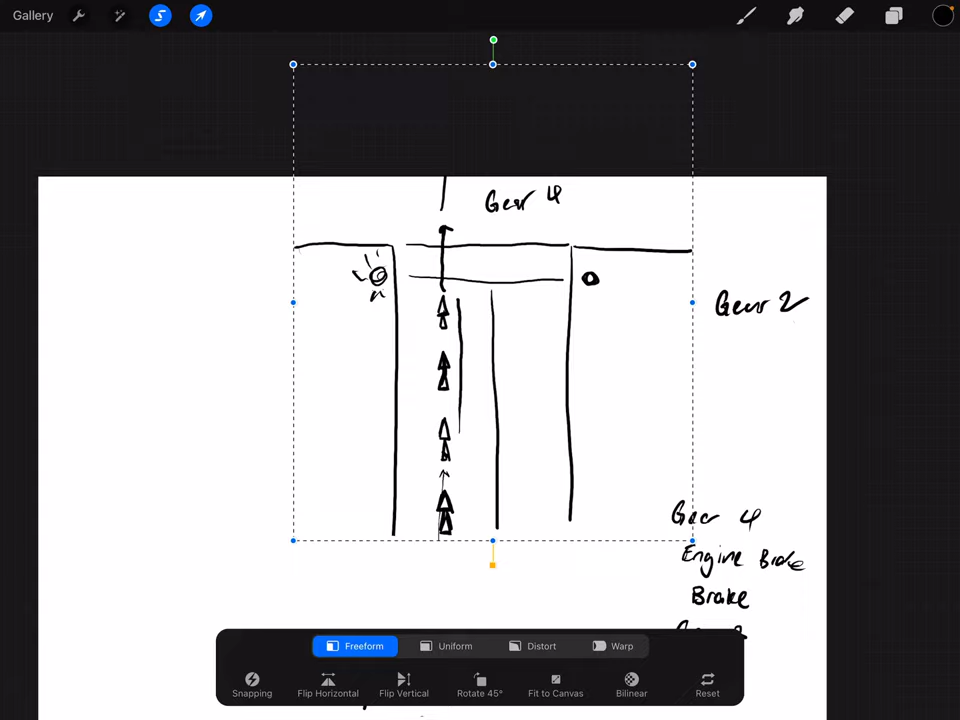 Gallery
Gear 4
Gear 2
Gear 4
Engine Brake
Brake
Freeform
Uniform
Distort
Warp
Snapping
Flip Horizontal
Flip Vertical
Rotate 45°
Fit to Canvas
Bilinear
Reset